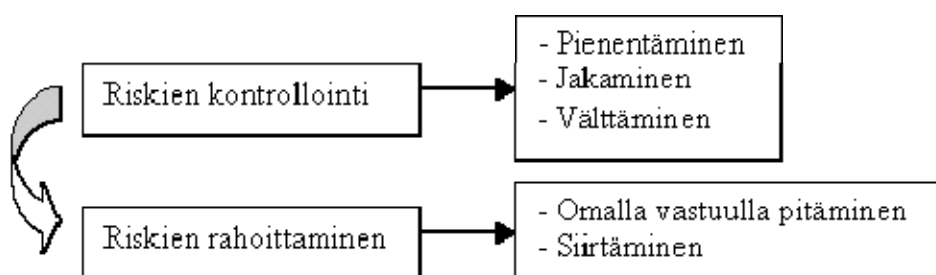 Riskien kontrollointi
- Pienentäminen
- Jakaminen
- Välttäminen
Riskien rahoittaminen
- Omalla vastuulla pitäminen
- Siirtäminen